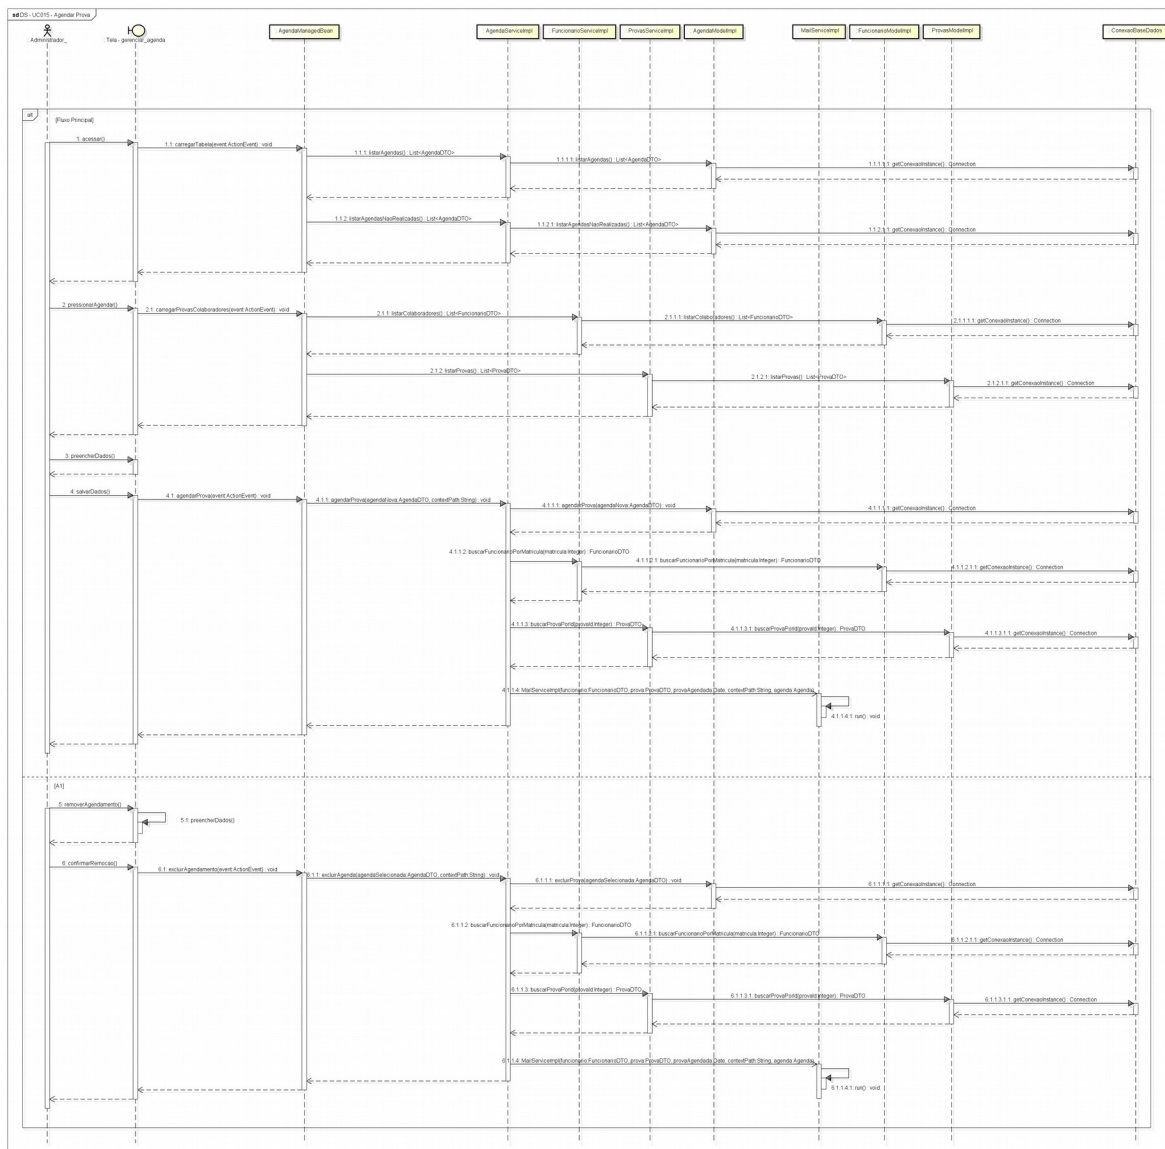 sd DS - UC015 - Agendar Prova
: Administrador_
: Tela - gerenciar_agenda
: AgendaManagedBean
: AgendaServiceImpl
: FuncionarioServiceImpl
: ProvasServiceImpl
: AgendaModelImpl
: MailServiceImpl
: FuncionarioModelImpl
: ProvasModelImpl
: ConexaoBaseDados
alt
[Fluxo Principal]
1: acessar()
1.1: carregarTabela(event:ActionEvent) : void
1.1.1: listarAgendas() : List<AgendaDTO>
1.1.1.1: listarAgendas() : List<AgendaDTO>
1.1.1.1.1: getConexaoInstance() : Connection
1.1.2: listarAgendasNaoRealizadas() : List<AgendaDTO>
1.1.2.1: listarAgendasNaoRealizadas() : List<AgendaDTO>
1.1.2.1.1: getConexaoInstance() : Connection
2: pressionarAgendar()
2.1: carregarProvasColaboradores(event:ActionEvent) : void
2.1.1: listarColaboradores() : List<FuncionarioDTO>
2.1.1.1: listarColaboradores() : List<FuncionarioDTO>
2.1.1.1.1: getConexaoInstance() : Connection
2.1.2: listarProvas() : List<ProvaDTO>
2.1.2.1: listarProvas() : List<ProvaDTO>
2.1.2.1.1: getConexaoInstance() : Connection
3: preencherDados()
4: salvarDados()
4.1: agendarProva(event:ActionEvent) : void
4.1.1: agendarProva(agendaNova:AgendaDTO, contextPath:String) : void
4.1.1.1: agendarProva(agendaNova:AgendaDTO) : void
4.1.1.1.1: getConexaoInstance() : Connection
4.1.1.2: buscarFuncionarioPorMatricula(matricula:Integer) : FuncionarioDTO
4.1.1.2.1: buscarFuncionarioPorMatricula(matricula:Integer) : FuncionarioDTO
4.1.1.2.1.1: getConexaoInstance() : Connection
4.1.1.3: buscarProvaPorId(provaId:Integer) : ProvaDTO
4.1.1.3.1: buscarProvaPorId(provaId:Integer) : ProvaDTO
4.1.1.3.1.1: getConexaoInstance() : Connection
4.1.1.4: MailServiceImpl(funcionario:FuncionarioDTO, prova:ProvaDTO, provaAgendada:Date, contextPath:String, agenda:Agenda)
4.1.1.4.1: run() : void
[A1]
5: removerAgendamento()
5.1: preencherDados()
6: confirmarRemocao()
6.1: excluirAgendamento(event:ActionEvent) : void
6.1.1: excluirAgenda(agendaSelecionada:AgendaDTO, contextPath:String) : void
6.1.1.1: excluirProva(agendaSelecionada:AgendaDTO) : void
6.1.1.1.1: getConexaoInstance() : Connection
6.1.1.2: buscarFuncionarioPorMatricula(matricula:Integer) : FuncionarioDTO
6.1.1.2.1: buscarFuncionarioPorMatricula(matricula:Integer) : FuncionarioDTO
6.1.1.2.1.1: getConexaoInstance() : Connection
6.1.1.3: buscarProvaPorId(provaId:Integer) : ProvaDTO
6.1.1.3.1: buscarProvaPorId(provaId:Integer) : ProvaDTO
6.1.1.3.1.1: getConexaoInstance() : Connection
6.1.1.4: MailServiceImpl(funcionario:FuncionarioDTO, prova:ProvaDTO, provaAgendada:Date, contextPath:String, agenda:Agenda)
6.1.1.4.1: run() : void